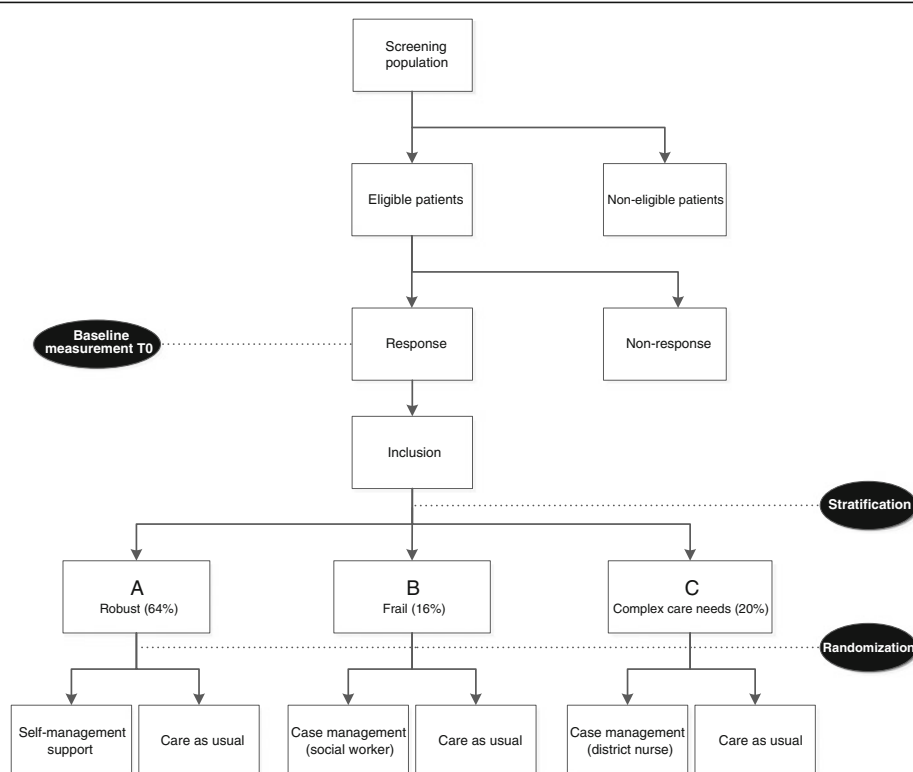 Screening
population
Eligible patients
Non-eligible patients
Baseline
measurement T0
Response
Non-response
Inclusion
Stratification
A
Robust (64%)
B
Frail (16%)
C
Complex care needs (20%)
Randomization
Self-management
support
Care as usual
Case management
(social worker)
Care as usual
Case management
(district nurse)
Care as usual